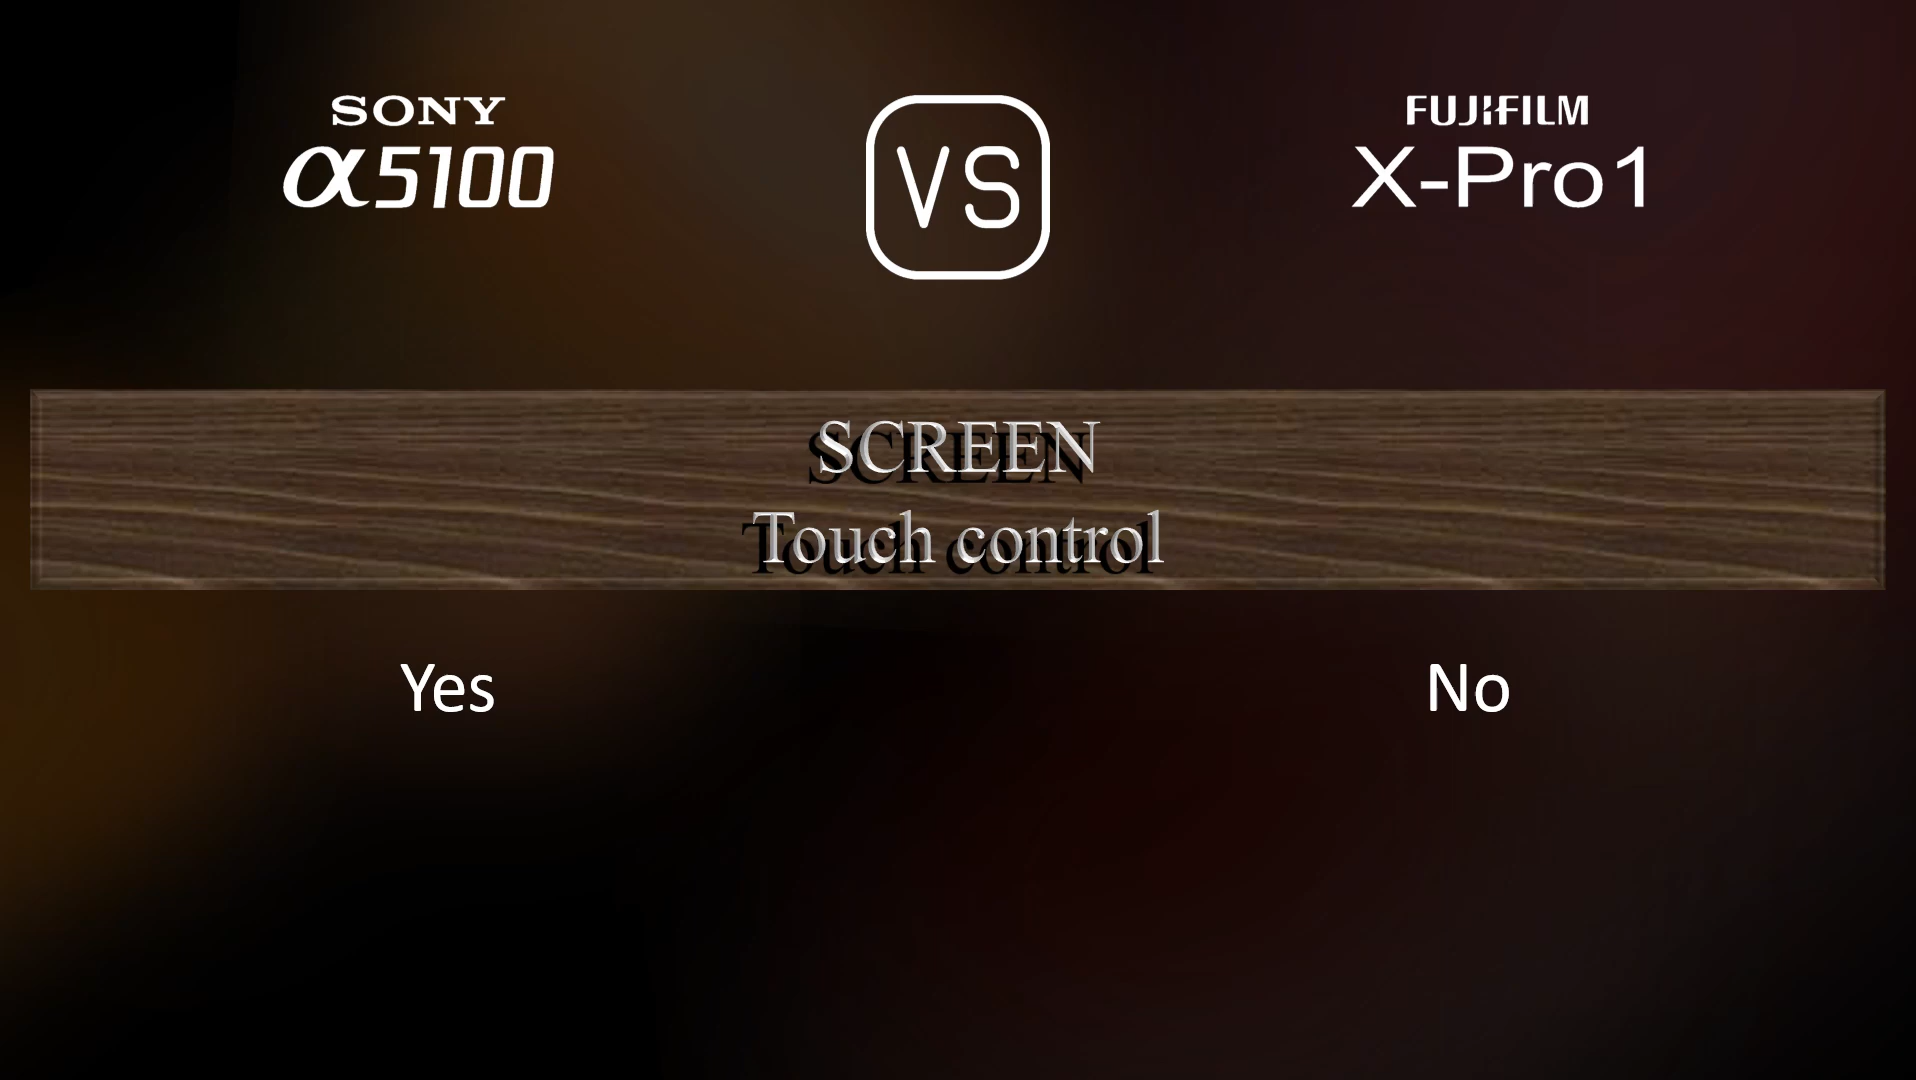 SONY
α5100
VS
FUJIFILM
X-Pro1
SCREEN
Touch control
Yes
No